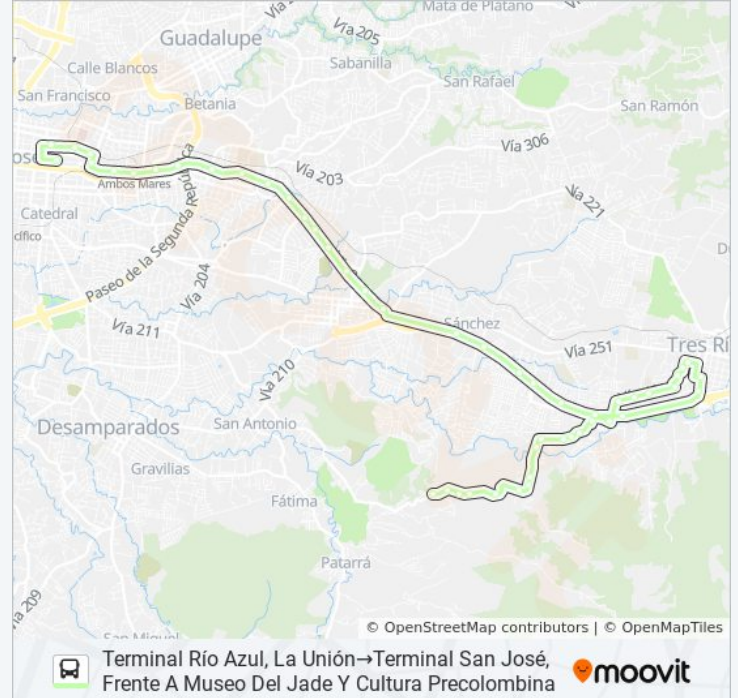 Mata de Plátano
Guadalupe
Vía 205
Calle Blancos
Sabanilla
San Rafael
San Francisco
Betania
San Ramón
Vía 306
Vía 203
Ambos Mares
Vía 221
Catedral
cífico
Paseo de la Segunda República
Vía 204
Vía 211
Sánchez
Vía 251
Tres Rí
Vía 210
San Antonio
Desamparados
Gravilias
Fátima
Patarrá
Vía 209
San Miguel
© OpenStreetMap contributors | © OpenMapTiles
Terminal Río Azul, La Unión→Terminal San José,
Frente A Museo Del Jade Y Cultura Precolombina
moovit